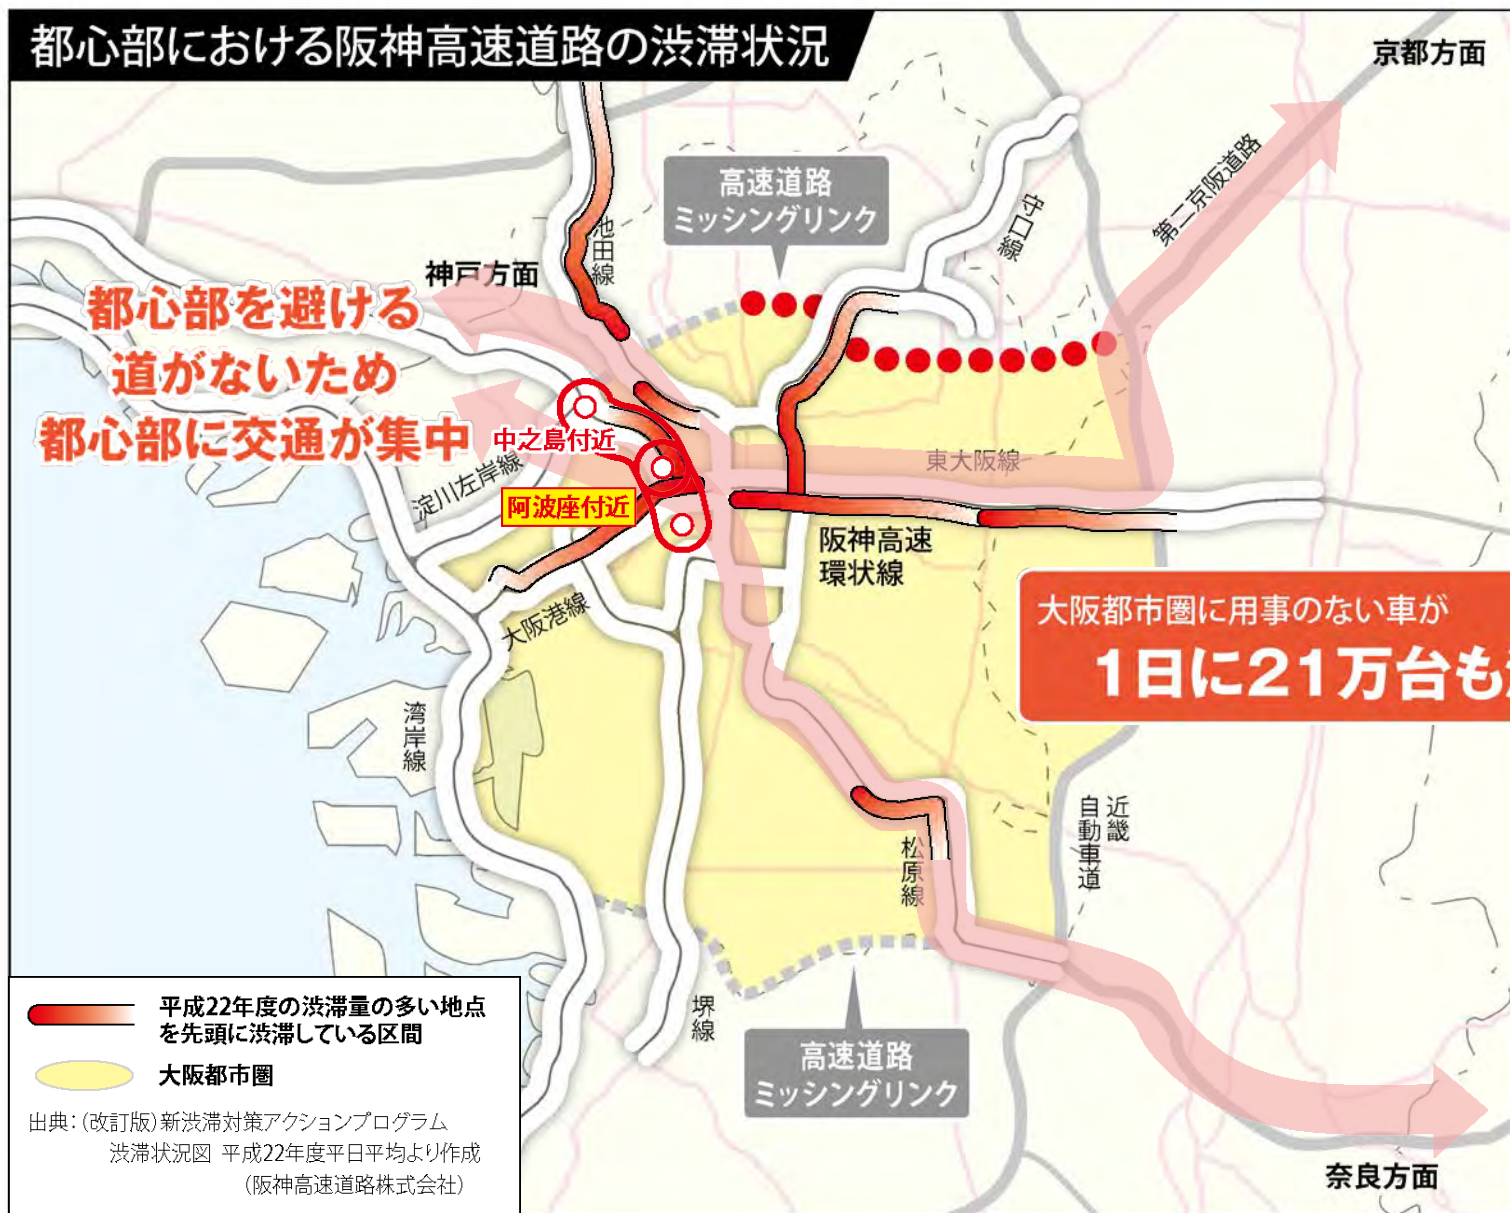 都心部における阪神高速道路の渋滞状況
京都方面
高速道路
ミッシングリンク
守口線
第二京阪道路
池田線
神戸方面
都心部を避ける
道がないため
都心部に交通が集中
中之島付近
淀川左岸線
阿波座付近
東大阪線
阪神高速
環状線
大阪港線
大阪都市圏に用事のない車が
1日に21万台も
湾岸線
近畿
自動車道
松原線
堺線
高速道路
ミッシングリンク
奈良方面
平成22年度の渋滞量の多い地点
を先頭に渋滞している区間
大阪都市圏
出典：(改訂版)新渋滞対策アクションプログラム
渋滞状況図 平成22年度平日平均より作成
(阪神高速道路株式会社)